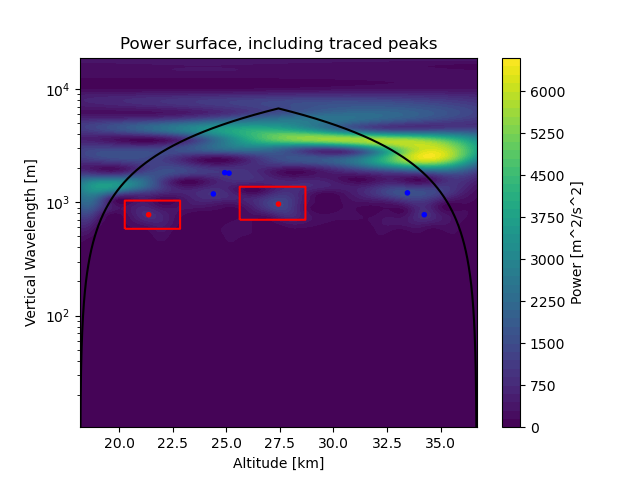 Power surface, including traced peaks
Vertical Wavelength [m]
10^4
10^3
10^2
20.0 22.5 25.0 27.5 30.0 32.5 35.0
Altitude [km]
6000
5250
4500
3750
3000
2250
1500
750
0
Power [m^2/s^2]